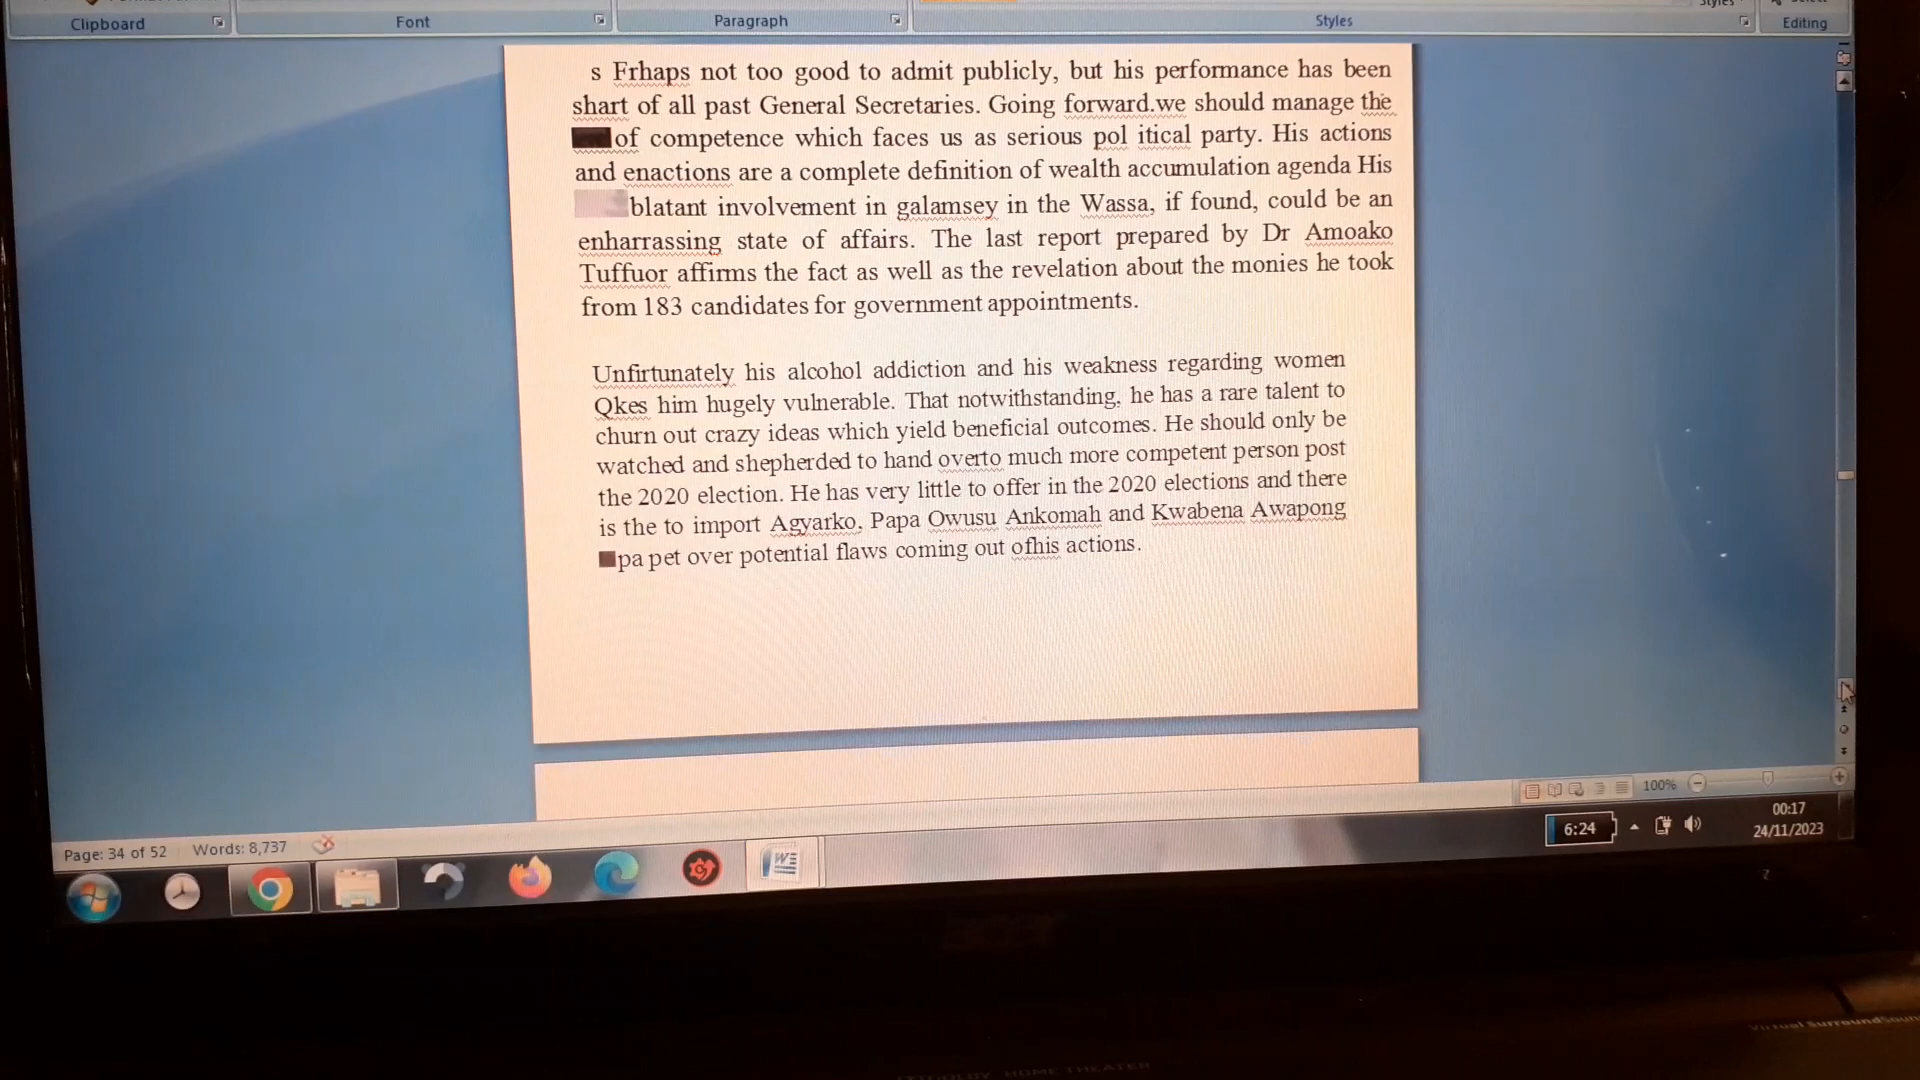 Clipboard
Font
Paragraph
Styles
Editing
s Frhaps not too good to admit publicly, but his performance has been
shart of all past General Secretaries. Going forward.we should manage the
of competence which faces us as serious pol itical party. His actions
and enactions are a complete definition of wealth accumulation agenda His
blatant involvement in galamsey in the Wassa, if found, could be an
enharrassing state of affairs. The last report prepared by Dr Amoako
Tuffuor affirms the fact as well as the revelation about the monies he took
from 183 candidates for government appointments.
Unfirtunately his alcohol addiction and his weakness regarding women
Qkes him hugely vulnerable. That notwithstanding, he has a rare talent to
churn out crazy ideas which yield beneficial outcomes. He should only be
watched and shepherded to hand overto much more competent person post
the 2020 election. He has very little to offer in the 2020 elections and there
is the to import Agyarko, Papa Owusu Ankomah and Kwabena Awapong
pa pet over potential flaws coming out ofhis actions.
Page: 34 of 52 Words: 8,737
100%
6:24
00:17
24/11/2023
Virtual SurroundSound
HOME THEATER